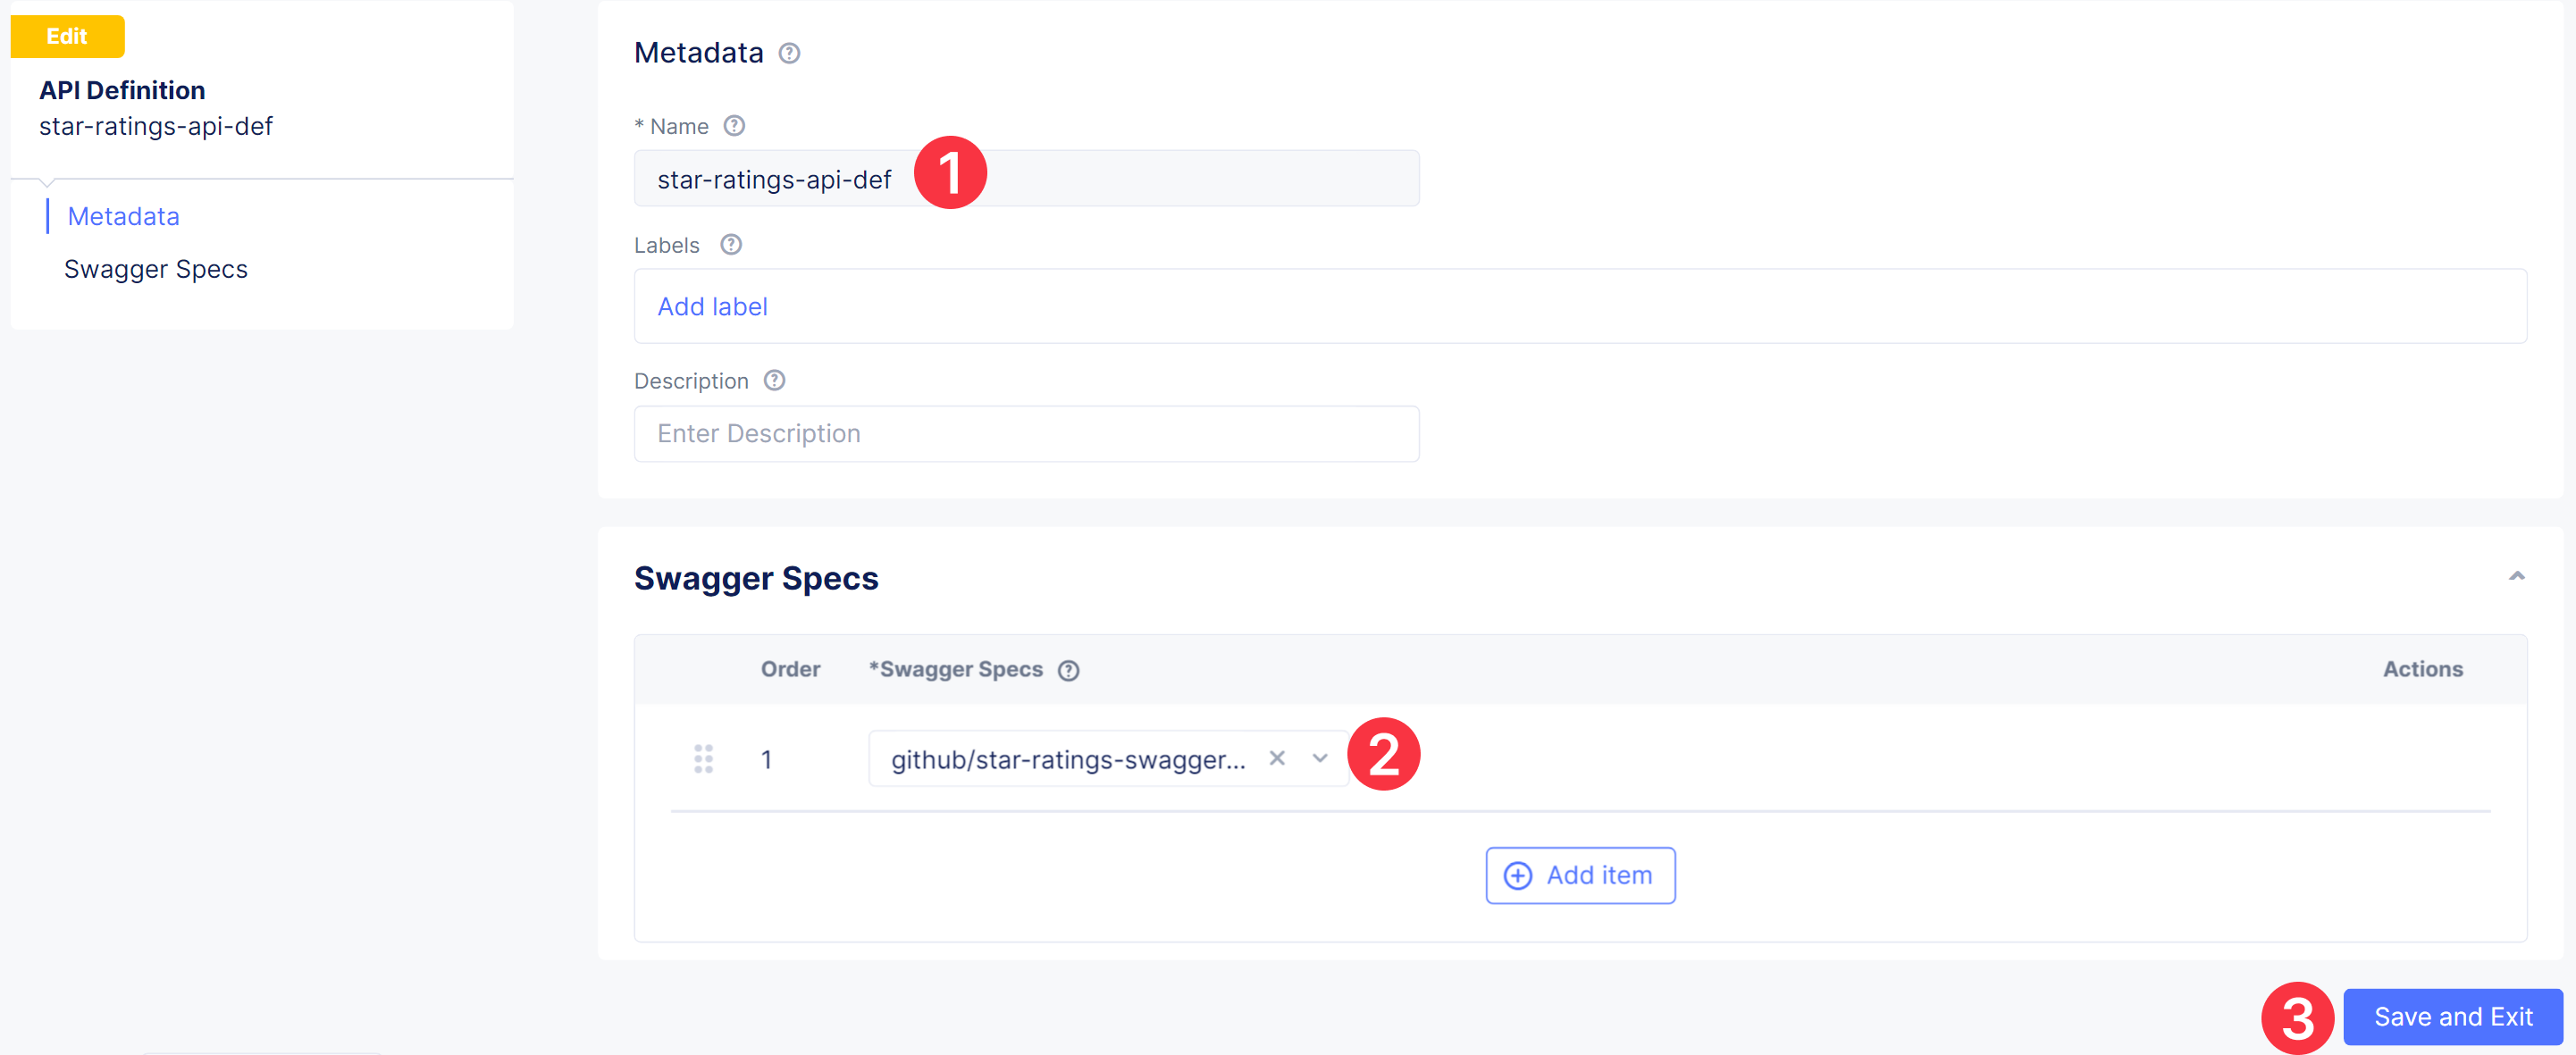 Edit
API Definition
star-ratings-api-def
Metadata
Swagger Specs
Metadata
* Name
star-ratings-api-def
1
Labels
Add label
Description
Enter Description
Swagger Specs
Order *Swagger Specs Actions
1 github/star-ratings-swagger... 2
Add item
3 Save and Exit